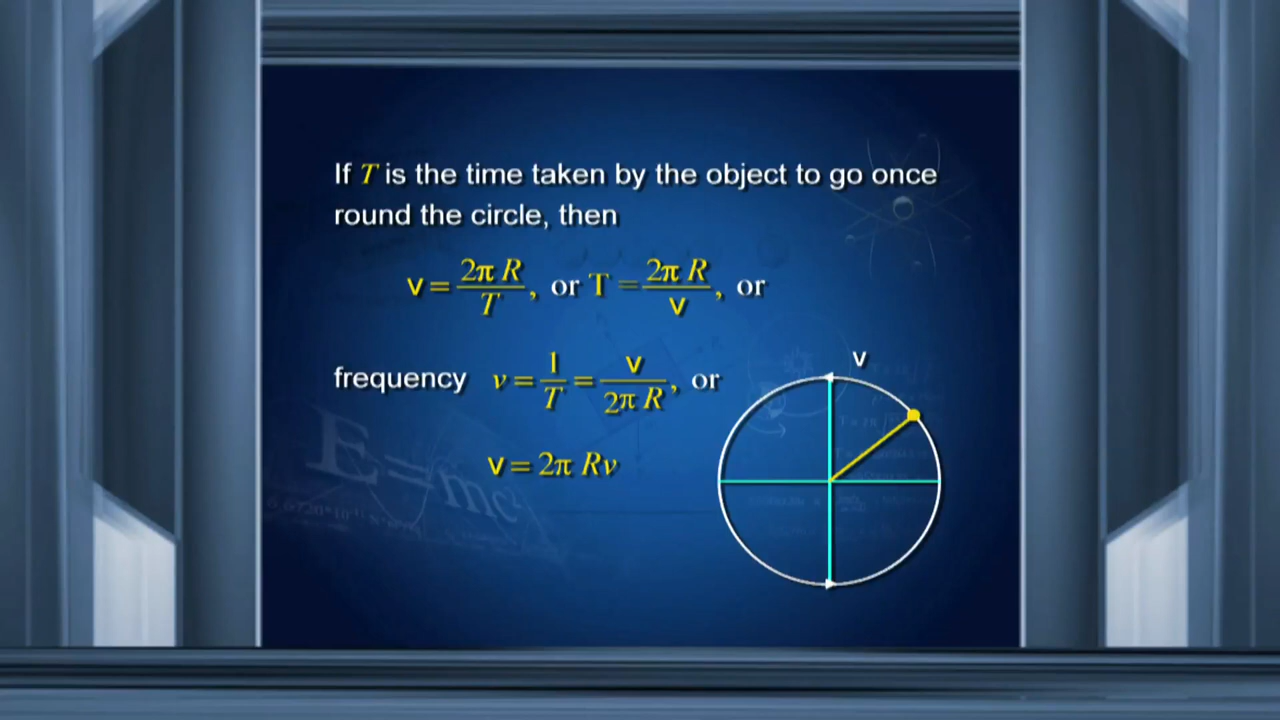 If T is the time taken by the object to go once
round the circle, then
v = 2π R / T, or T = 2π R / v, or
frequency ν = 1 / T = v / 2π R, or
v
v = 2π Rν
E=mc²